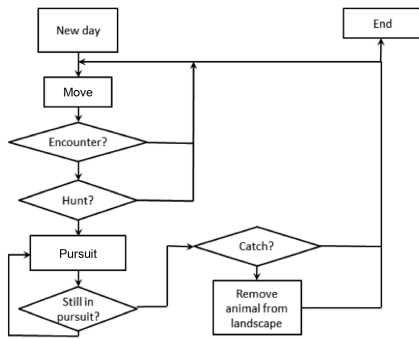 New day
End
Move
Encounter?
Hunt?
Pursuit
Catch?
Still in
pursuit?
Remove
animal from
landscape